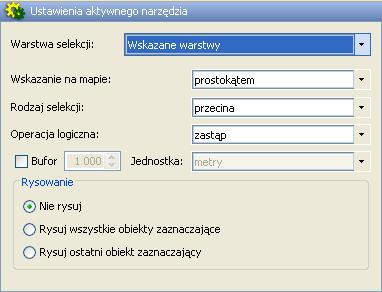 Ustawienia aktywnego narzędzia
Warstwa selekcji: Wskazane warstwy
Wskazanie na mapie: prostokątem
Rodzaj selekcji: przecina
Operacja logiczna: zastąp
Bufor 1 000 Jednostka: metry
Rysowanie
Nie rysuj
Rysuj wszystkie obiekty zaznaczające
Rysuj ostatni obiekt zaznaczający